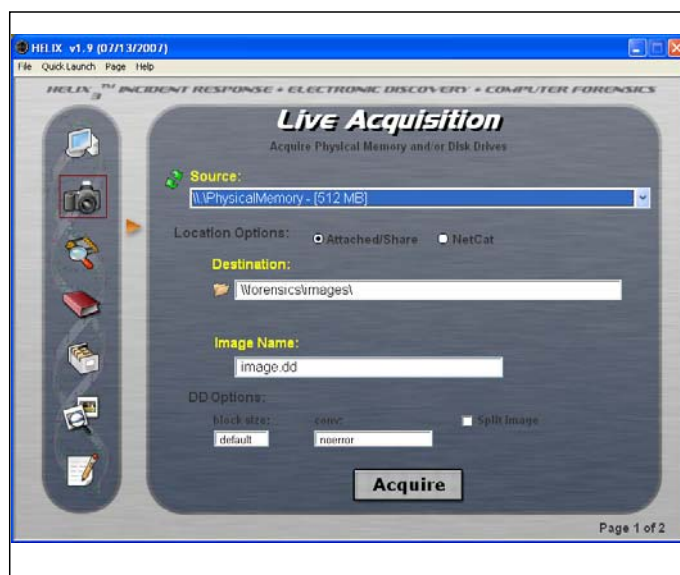 HELIX v1.9 (07/13/2007)
File Quick Launch Page Help
HELIX3™ INCIDENT RESPONSE • ELECTRONIC DISCOVERY • COMPUTER FORENSICS
Live Acquisition
Acquire Physical Memory and/or Disk Drives
Source:
\\.\PhysicalMemory - [512 MB]
Location Options: Attached/Share NetCat
Destination:
Image Name:
image.dd
DD Options:
block size: conv: Split Image
default noerror
Acquire
Page 1 of 2